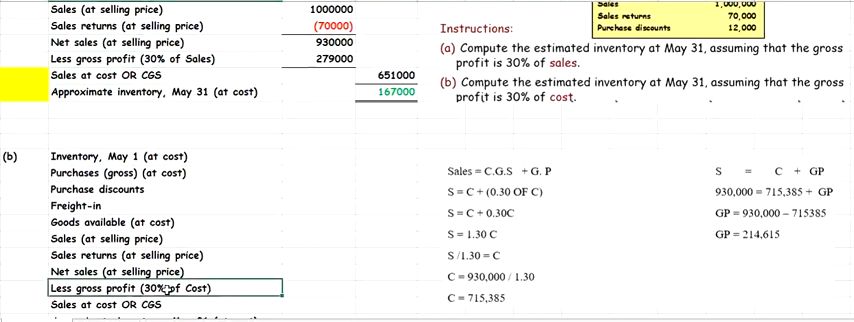 Sales (at selling price) 1000000
Sales returns (at selling price) (70000)
Net sales (at selling price) 930000
Less gross profit (30% of Sales) 279000
Sales at cost OR CGS 651000
Approximate inventory, May 31 (at cost) 167000
Sales 1,000,000
Sales returns 70,000
Purchase discounts 12,000
Instructions:
(a) Compute the estimated inventory at May 31, assuming that the gross
profit is 30% of sales.
(b) Compute the estimated inventory at May 31, assuming that the gross
profit is 30% of cost.
(b) Inventory, May 1 (at cost)
Purchases (gross) (at cost)
Purchase discounts
Freight-in
Goods available (at cost)
Sales (at selling price)
Sales returns (at selling price)
Net sales (at selling price)
Less gross profit (30% of Cost)
Sales at cost OR CGS
Sales = C.G.S + G. P
S = C + (0.30 OF C)
S = C + 0.30C
S = 1.30 C
S /1.30 = C
C = 930,000 / 1.30
C = 715,385
S = C + GP
930,000 = 715,385 + GP
GP = 930,000 – 715385
GP = 214,615